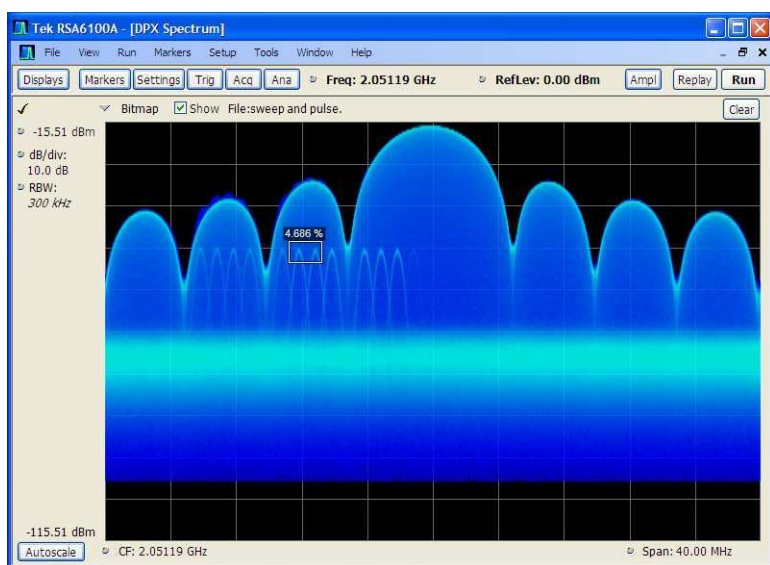 Tek RSA6100A - [DPX Spectrum]
File View Run Markers Setup Tools Window Help
Displays Markers Settings Trig Acq Ana Freq: 2.05119 GHz RefLev: 0.00 dBm Ampl Replay Run
Bitmap Show File:sweep and pulse. Clear
-15.51 dBm
dB/div:
10.0 dB
RBW:
300 kHz
4.686 %
-115.51 dBm
Autoscale CF: 2.05119 GHz Span: 40.00 MHz